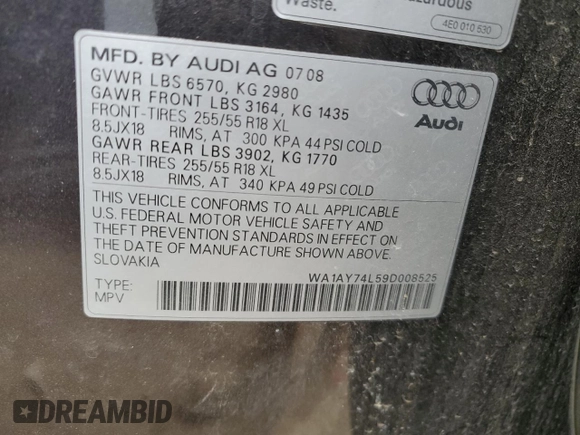 Waste.
4E0 010 630
MFD. BY AUDI AG 07 08
GVWR LBS 6570, KG 2980
GAWR FRONT LBS 3164, KG 1435
FRONT-TIRES 255/55 R18 XL
8.5JX18 RIMS, AT 300 KPA 44 PSI COLD
GAWR REAR LBS 3902, KG 1770
REAR-TIRES 255/55 R18 XL
8.5JX18 RIMS, AT 340 KPA 49 PSI COLD
Audi
THIS VEHICLE CONFORMS TO ALL APPLICABLE
U.S. FEDERAL MOTOR VEHICLE SAFETY AND
THEFT PREVENTION STANDARDS IN EFFECT ON
THE DATE OF MANUFACTURE SHOWN ABOVE.
SLOVAKIA
WA1AY74L59D008525
TYPE:
MPV
DREAMBID